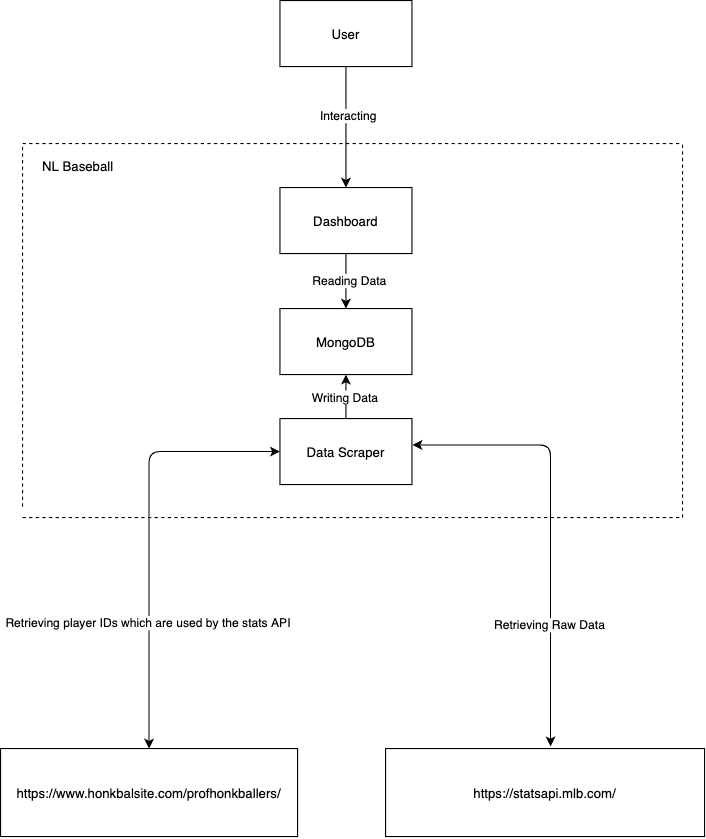 User
Interacting
NL Baseball
Dashboard
Reading Data
MongoDB
Writing Data
Data Scraper
Retrieving player IDs which are used by the stats API
Retrieving Raw Data
https://www.honkbalsite.com/profhonkballers/
https://statsapi.mlb.com/